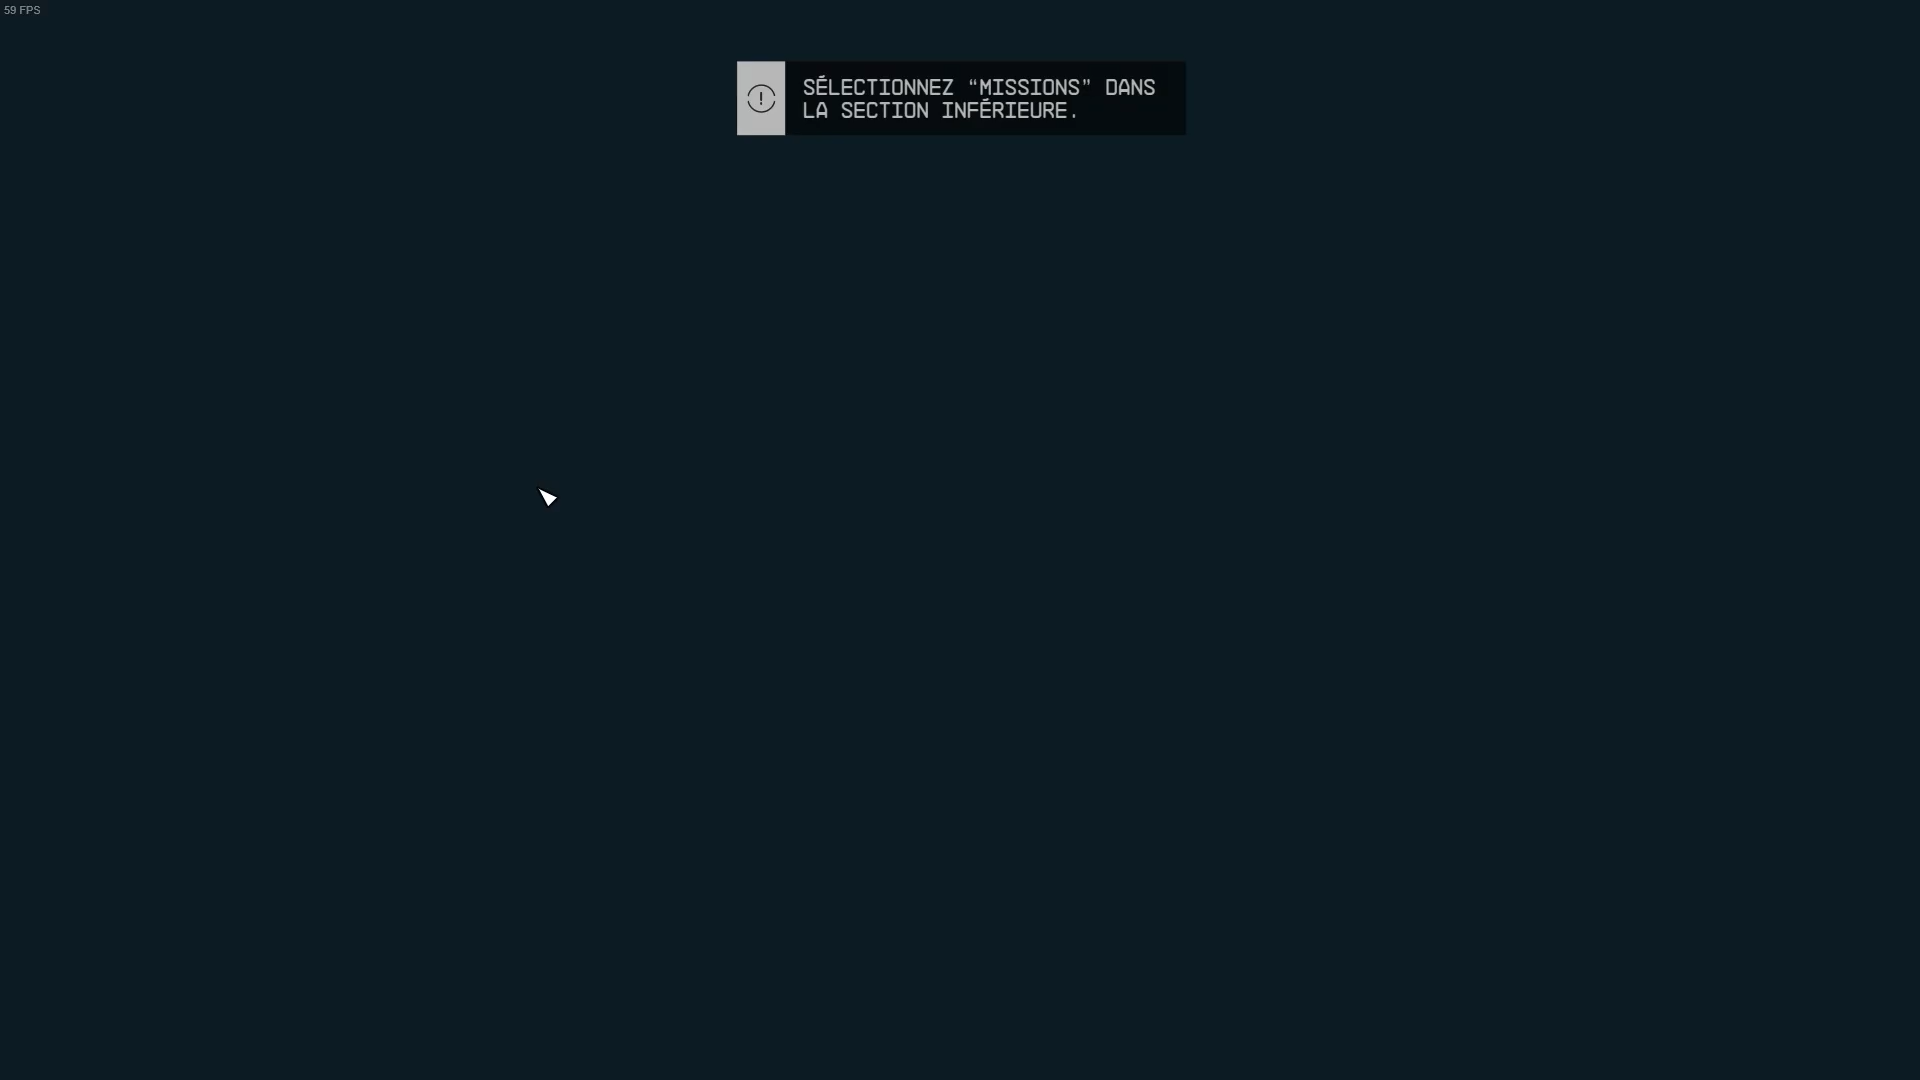 59 FPS
SÉLECTIONNEZ “MISSIONS” DANS
LA SECTION INFÉRIEURE.